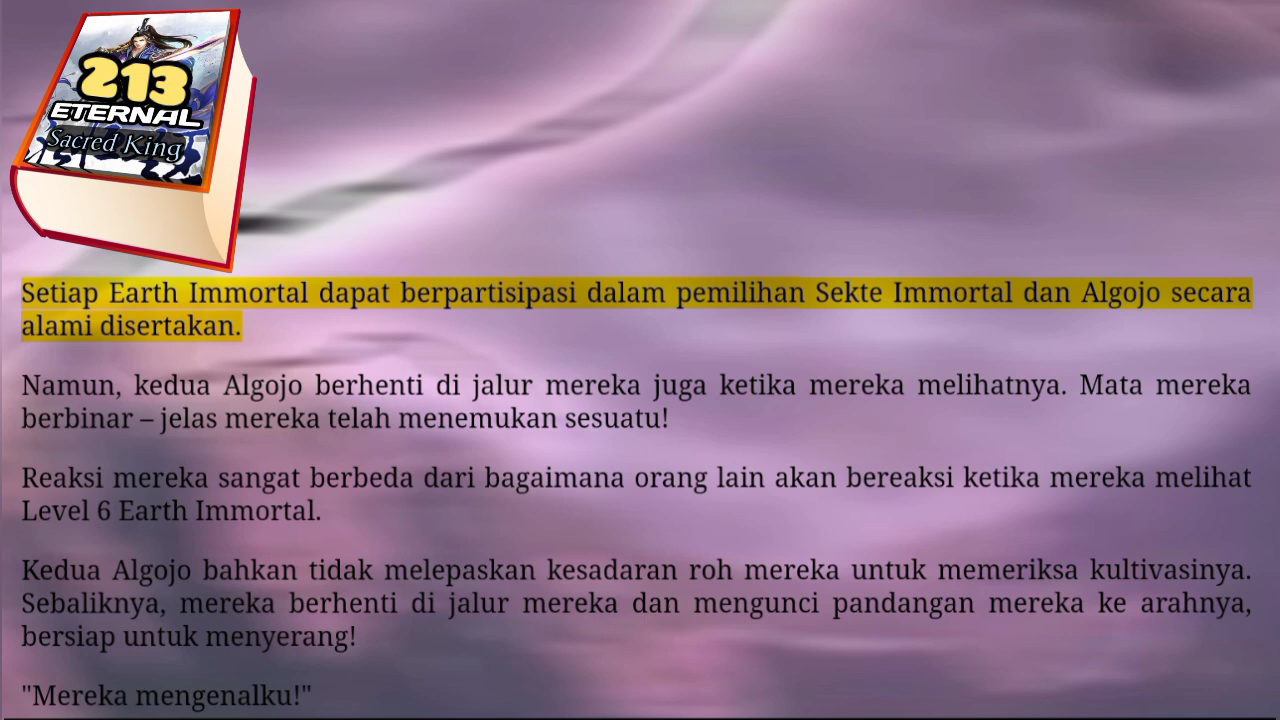 213
ETERNAL
Sacred King
Setiap Earth Immortal dapat berpartisipasi dalam pemilihan Sekte Immortal dan Algojo secara
alami disertakan.
Namun, kedua Algojo berhenti di jalur mereka juga ketika mereka melihatnya. Mata mereka
berbinar – jelas mereka telah menemukan sesuatu!
Reaksi mereka sangat berbeda dari bagaimana orang lain akan bereaksi ketika mereka melihat
Level 6 Earth Immortal.
Kedua Algojo bahkan tidak melepaskan kesadaran roh mereka untuk memeriksa kultivasinya.
Sebaliknya, mereka berhenti di jalur mereka dan mengunci pandangan mereka ke arahnya,
bersiap untuk menyerang!
"Mereka mengenalku!"